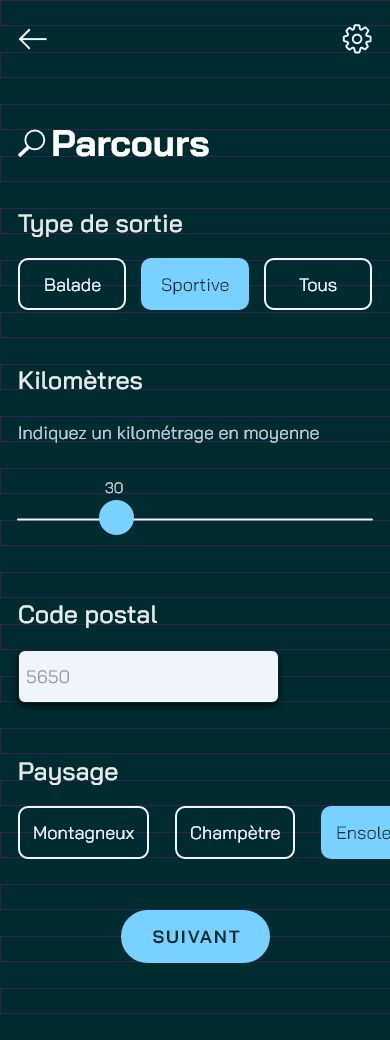 Parcours
Type de sortie
Balade Sportive Tous
Kilomètres
Indiquez un kilométrage en moyenne
30
Code postal
5650
Paysage
Montagneux Champètre Ensole
SUIVANT